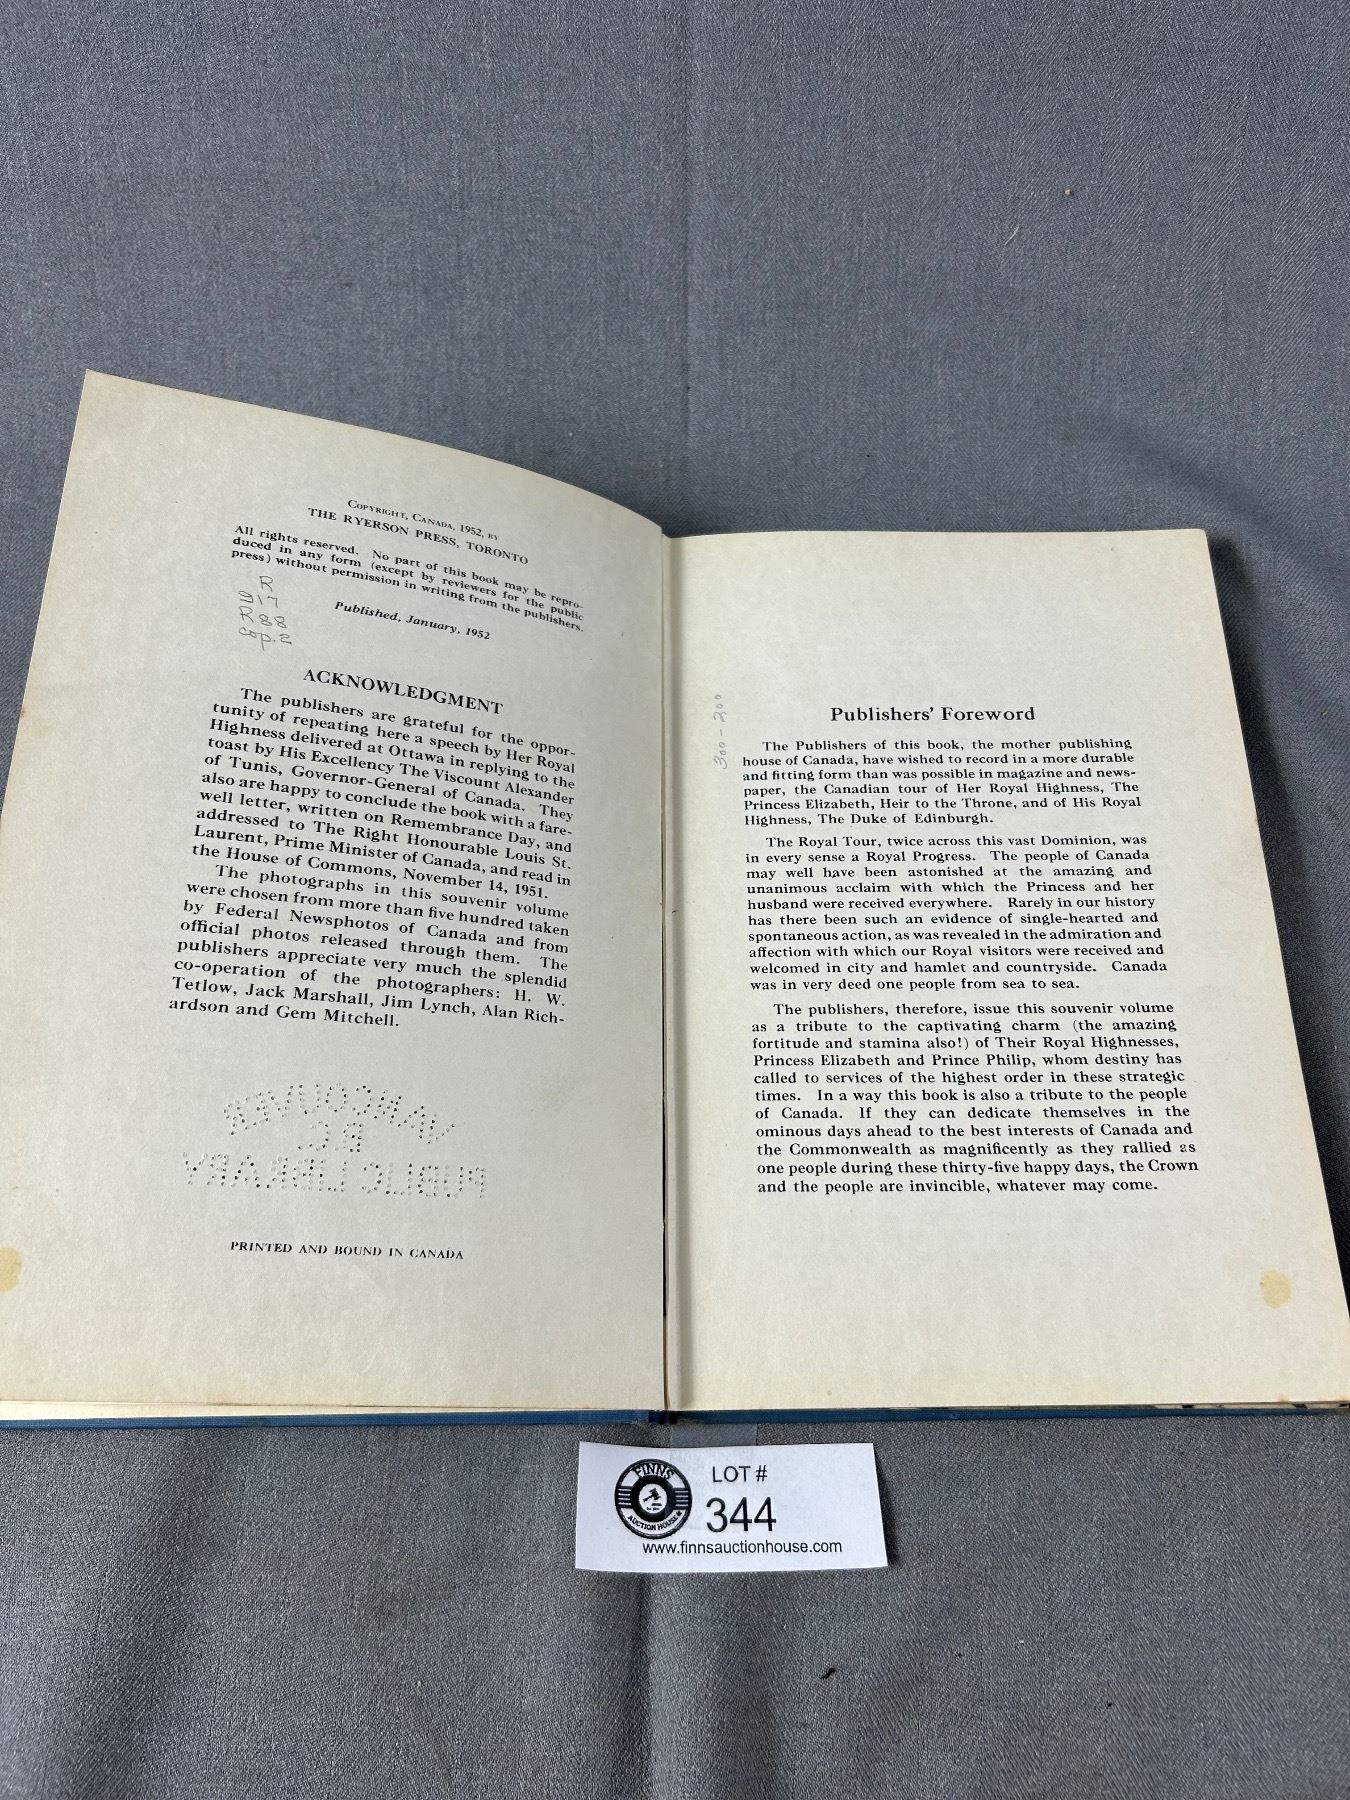 COPYRIGHT, CANADA, 1952, BY
THE RYERSON PRESS, TORONTO
All rights reserved. No part of this book may be repro-
duced in any form (except by reviewers for the public
press) without permission in writing from the publishers.
R
917
R88
cop. 2
Published, January, 1952
ACKNOWLEDGMENT
The publishers are grateful for the oppor-
tunity of repeating here a speech by Her Royal
Highness delivered at Ottawa in replying to the
toast by His Excellency The Viscount Alexander
of Tunis, Governor-General of Canada. They
also are happy to conclude the book with a fare-
well letter, written on Remembrance Day, and
addressed to The Right Honourable Louis St.
Laurent, Prime Minister of Canada, and read in
the House of Commons, November 14, 1951.
The photographs in this souvenir volume
were chosen from more than five hundred taken
by Federal Newsphotos of Canada and from
official photos released through them. The
publishers appreciate very much the splendid
co-operation of the photographers: H. W.
Tetlow, Jack Marshall, Jim Lynch, Alan Rich-
ardson and Gem Mitchell.
VANCOUVER
B.C.
PUBLIC LIBRARY
PRINTED AND BOUND IN CANADA
300-200
Publishers' Foreword
The Publishers of this book, the mother publishing
house of Canada, have wished to record in a more durable
and fitting form than was possible in magazine and news-
paper, the Canadian tour of Her Royal Highness, The
Princess Elizabeth, Heir to the Throne, and of His Royal
Highness, The Duke of Edinburgh.
The Royal Tour, twice across this vast Dominion, was
in every sense a Royal Progress. The people of Canada
may well have been astonished at the amazing and
unanimous acclaim with which the Princess and her
husband were received everywhere. Rarely in our history
has there been such an evidence of single-hearted and
spontaneous action, as was revealed in the admiration and
affection with which our Royal visitors were received and
welcomed in city and hamlet and countryside. Canada
was in very deed one people from sea to sea.
The publishers, therefore, issue this souvenir volume
as a tribute to the captivating charm (the amazing
fortitude and stamina also!) of Their Royal Highnesses,
Princess Elizabeth and Prince Philip, whom destiny has
called to services of the highest order in these strategic
times. In a way this book is also a tribute to the people
of Canada. If they can dedicate themselves in the
ominous days ahead to the best interests of Canada and
the Commonwealth as magnificently as they rallied as
one people during these thirty-five happy days, the Crown
and the people are invincible, whatever may come.
FINNS
AUCTION HOUSE
LOT #
344
www.finnsauctionhouse.com